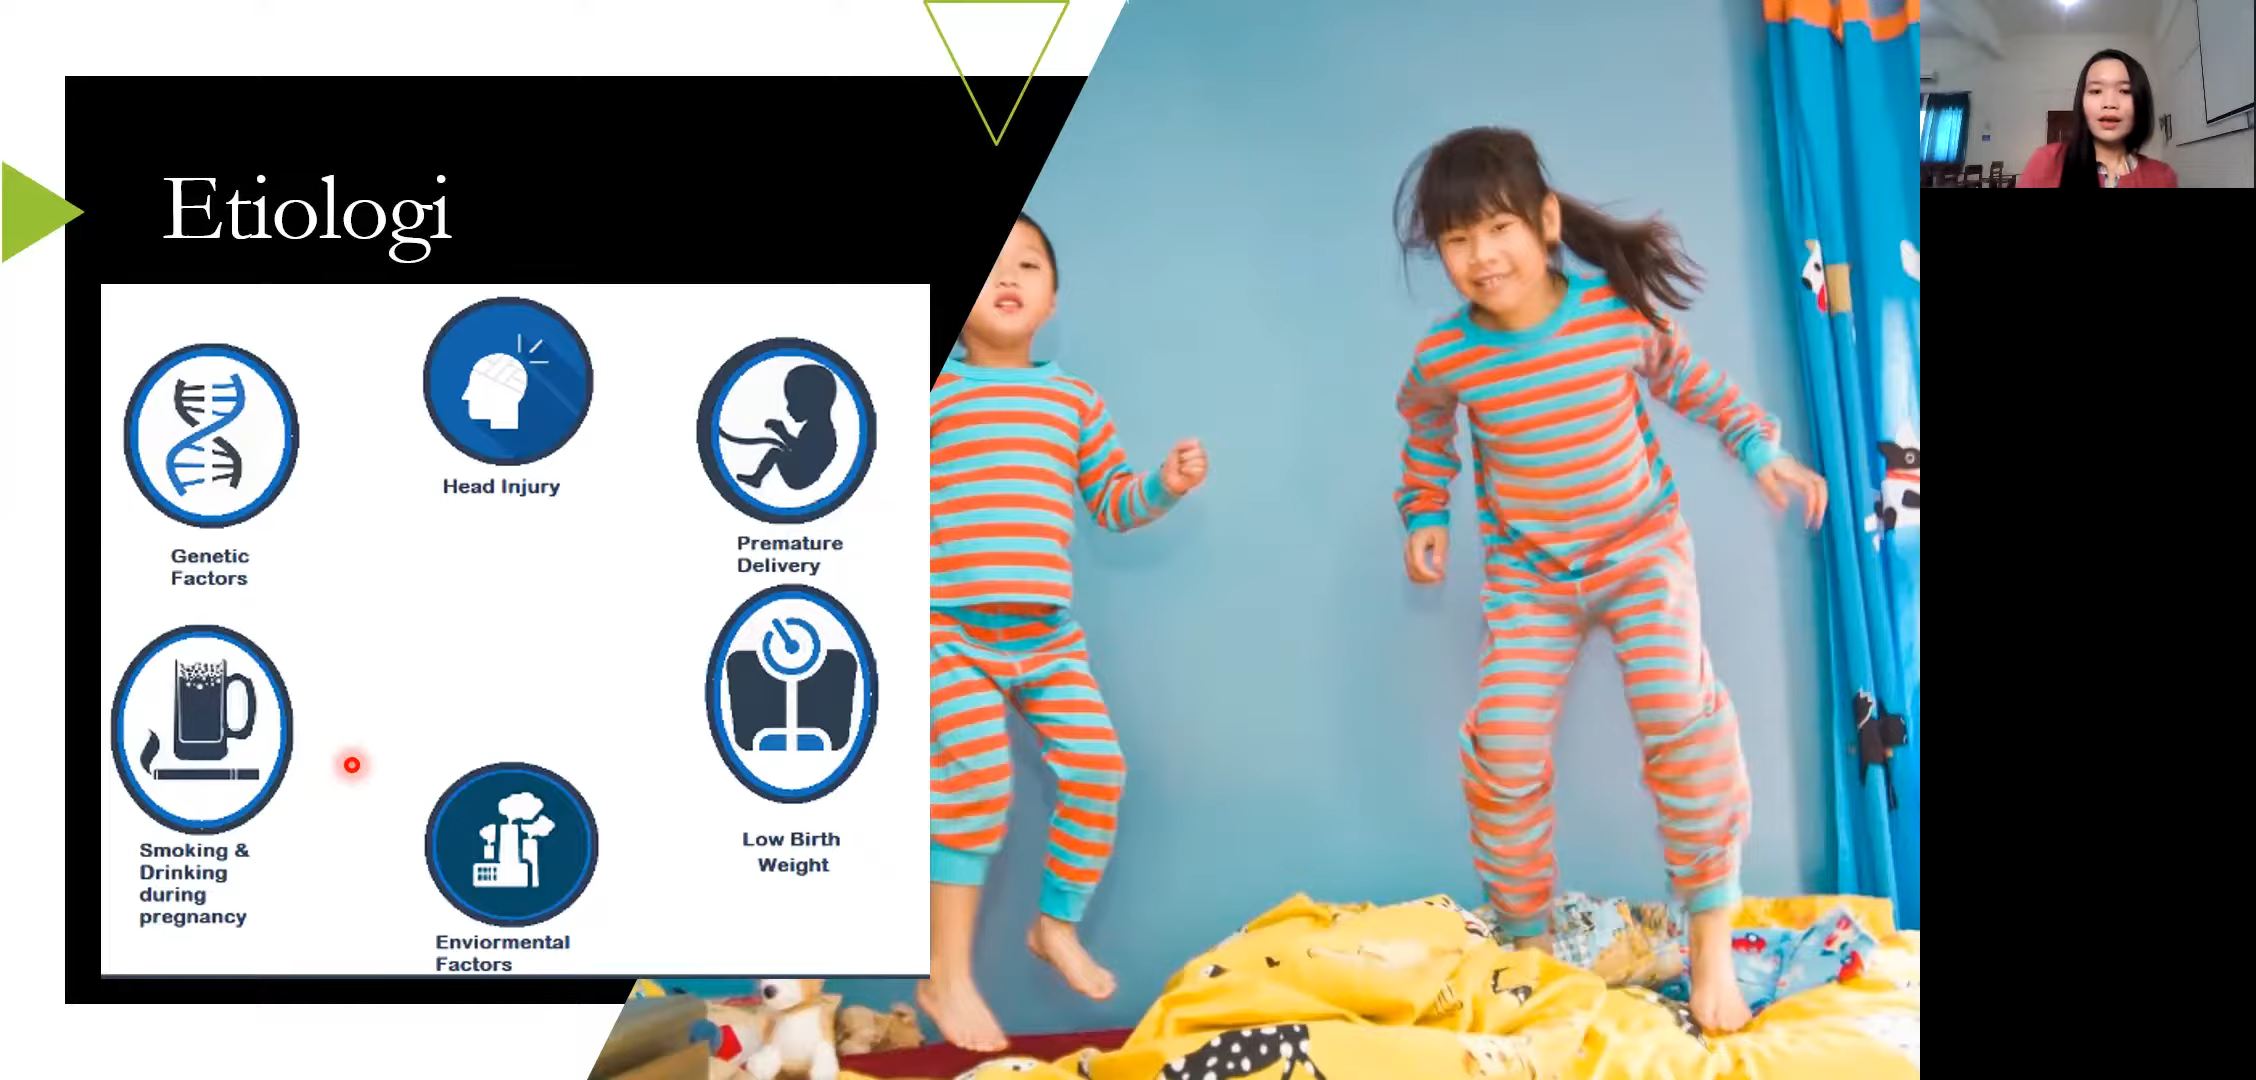 Etiologi
Head Injury
Genetic
Factors
Premature
Delivery
Smoking &
Drinking
during
pregnancy
Low Birth
Weight
Enviormental
Factors